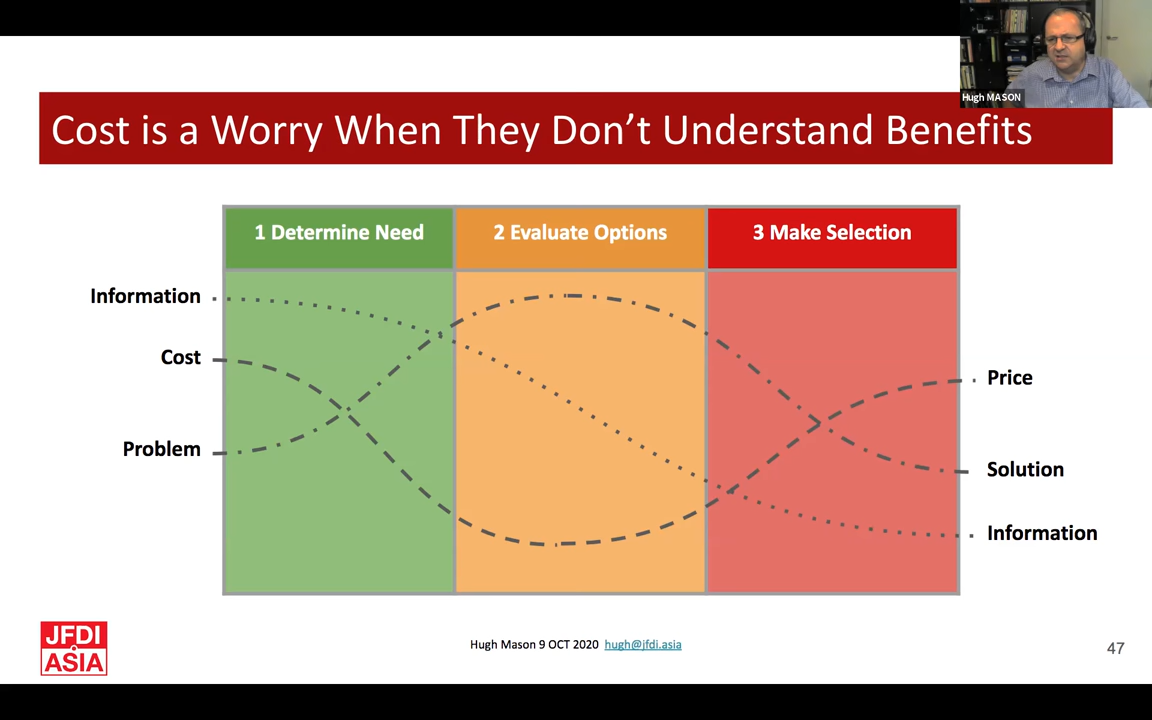 Hugh MASON
Cost is a Worry When They Don’t Understand Benefits
1 Determine Need
2 Evaluate Options
3 Make Selection
Information
Cost
Problem
Price
Solution
Information
JFDI
ASIA
Hugh Mason 9 OCT 2020 hugh@jfdi.asia
47